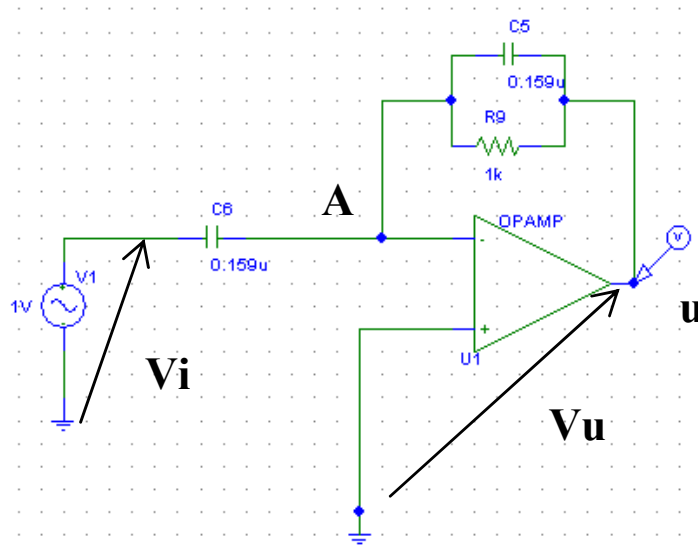 C5
0.159u
R9
1k
A
C6
OPAMP
0.159u
V
V1
1V
+
-
-
+
U1
u
Vi
Vu